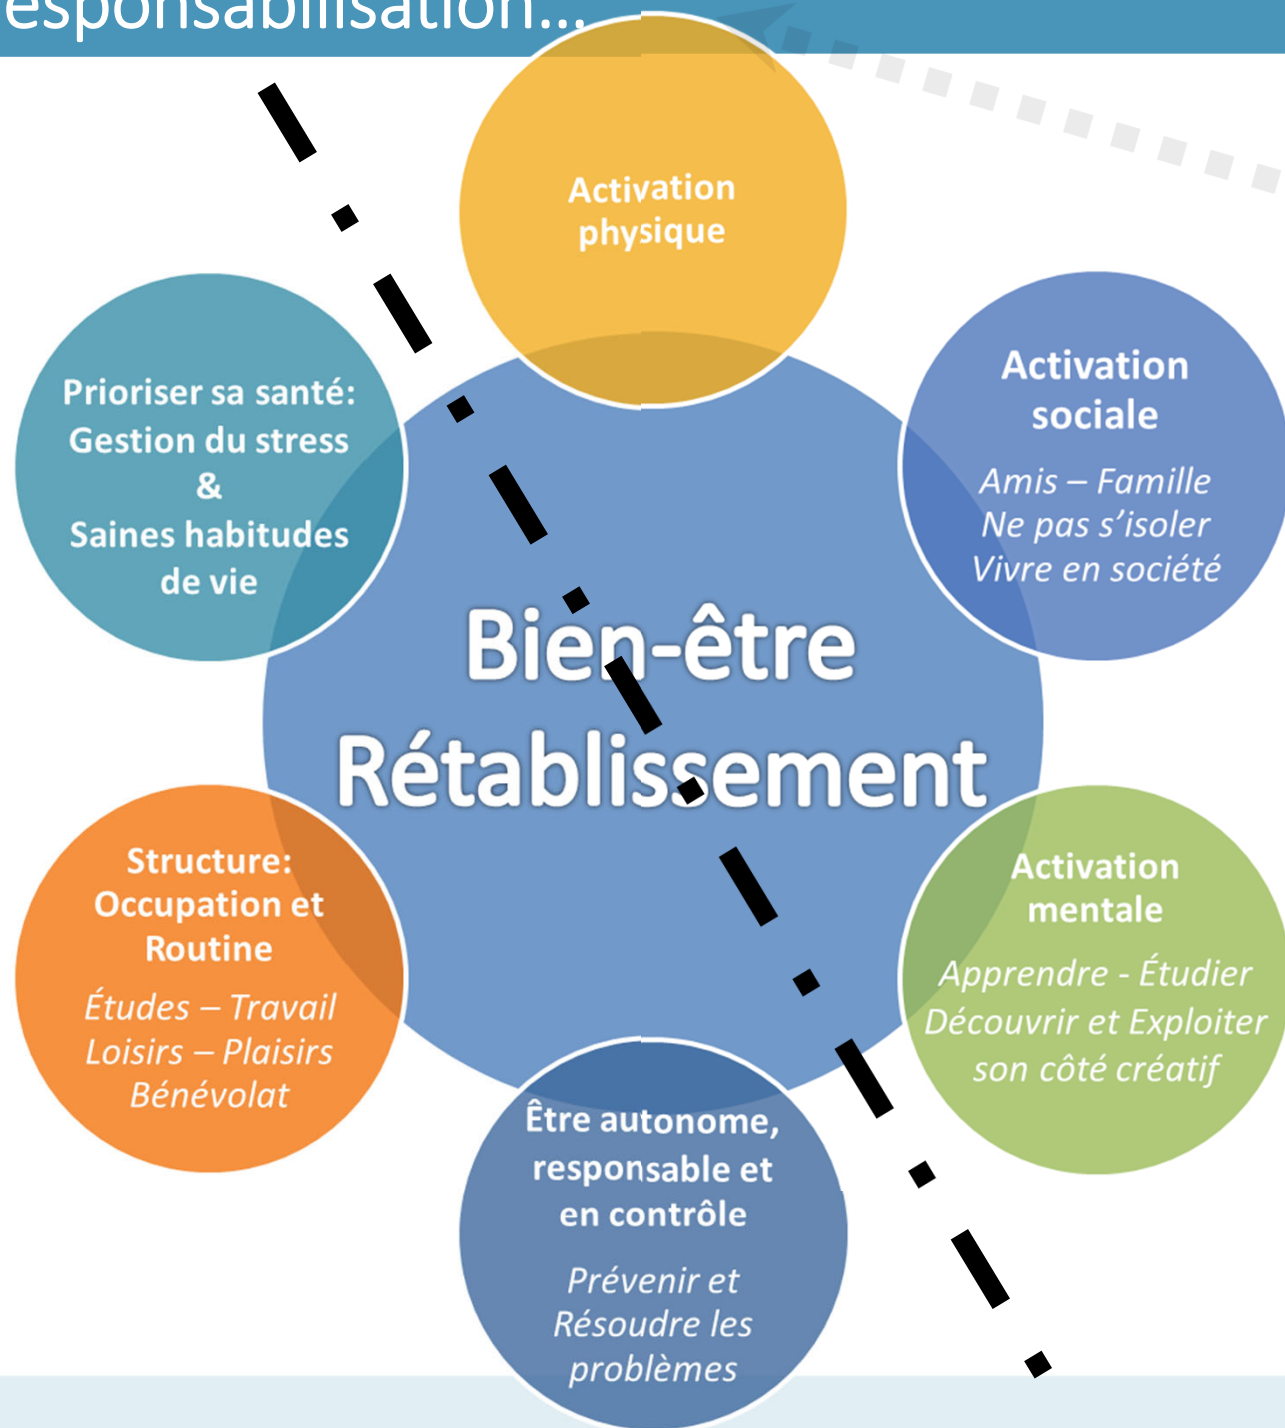 esponsabilisation...
Activation
physique
Prioriser sa santé:
Gestion du stress
&
Saines habitudes
de vie
Activation
sociale
Amis – Famille
Ne pas s’isoler
Vivre en société
Bien-être
Rétablissement
Structure:
Occupation et
Routine
Études – Travail
Loisirs – Plaisirs
Bénévolat
Activation
mentale
Apprendre - Étudier
Découvrir et Exploiter
son côté créatif
Être autonome,
responsable et
en contrôle
Prévenir et
Résoudre les
problèmes